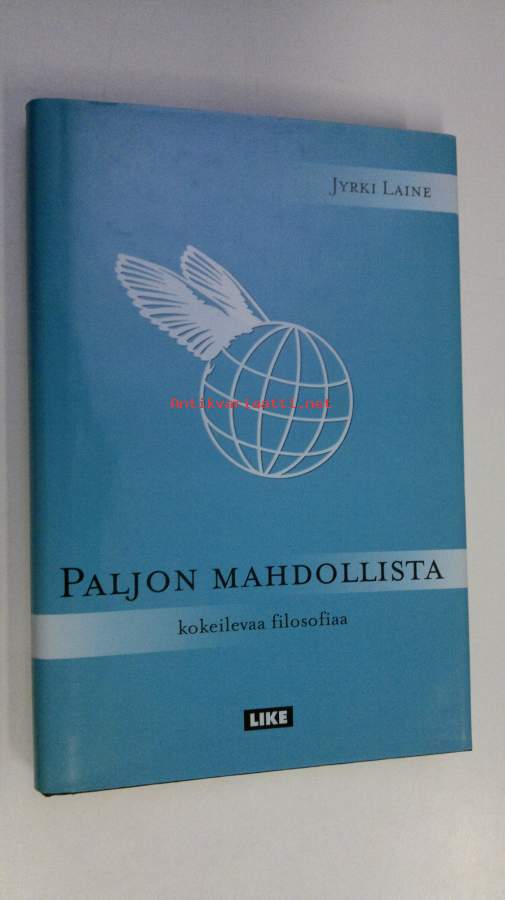 JYRKI LAINE
Antikvariaatti.net
PALJON MAHDOLLISTA
kokeilevaa filosofiaa
LIKE